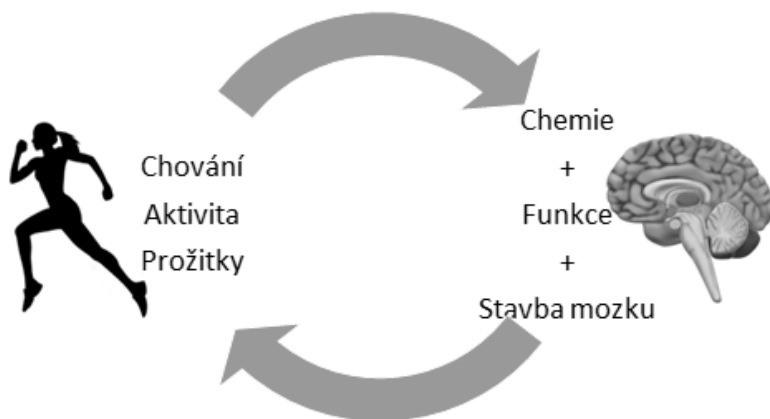 Chování
Aktivita
Prožitky
Chemie
+
Funkce
+
Stavba mozku